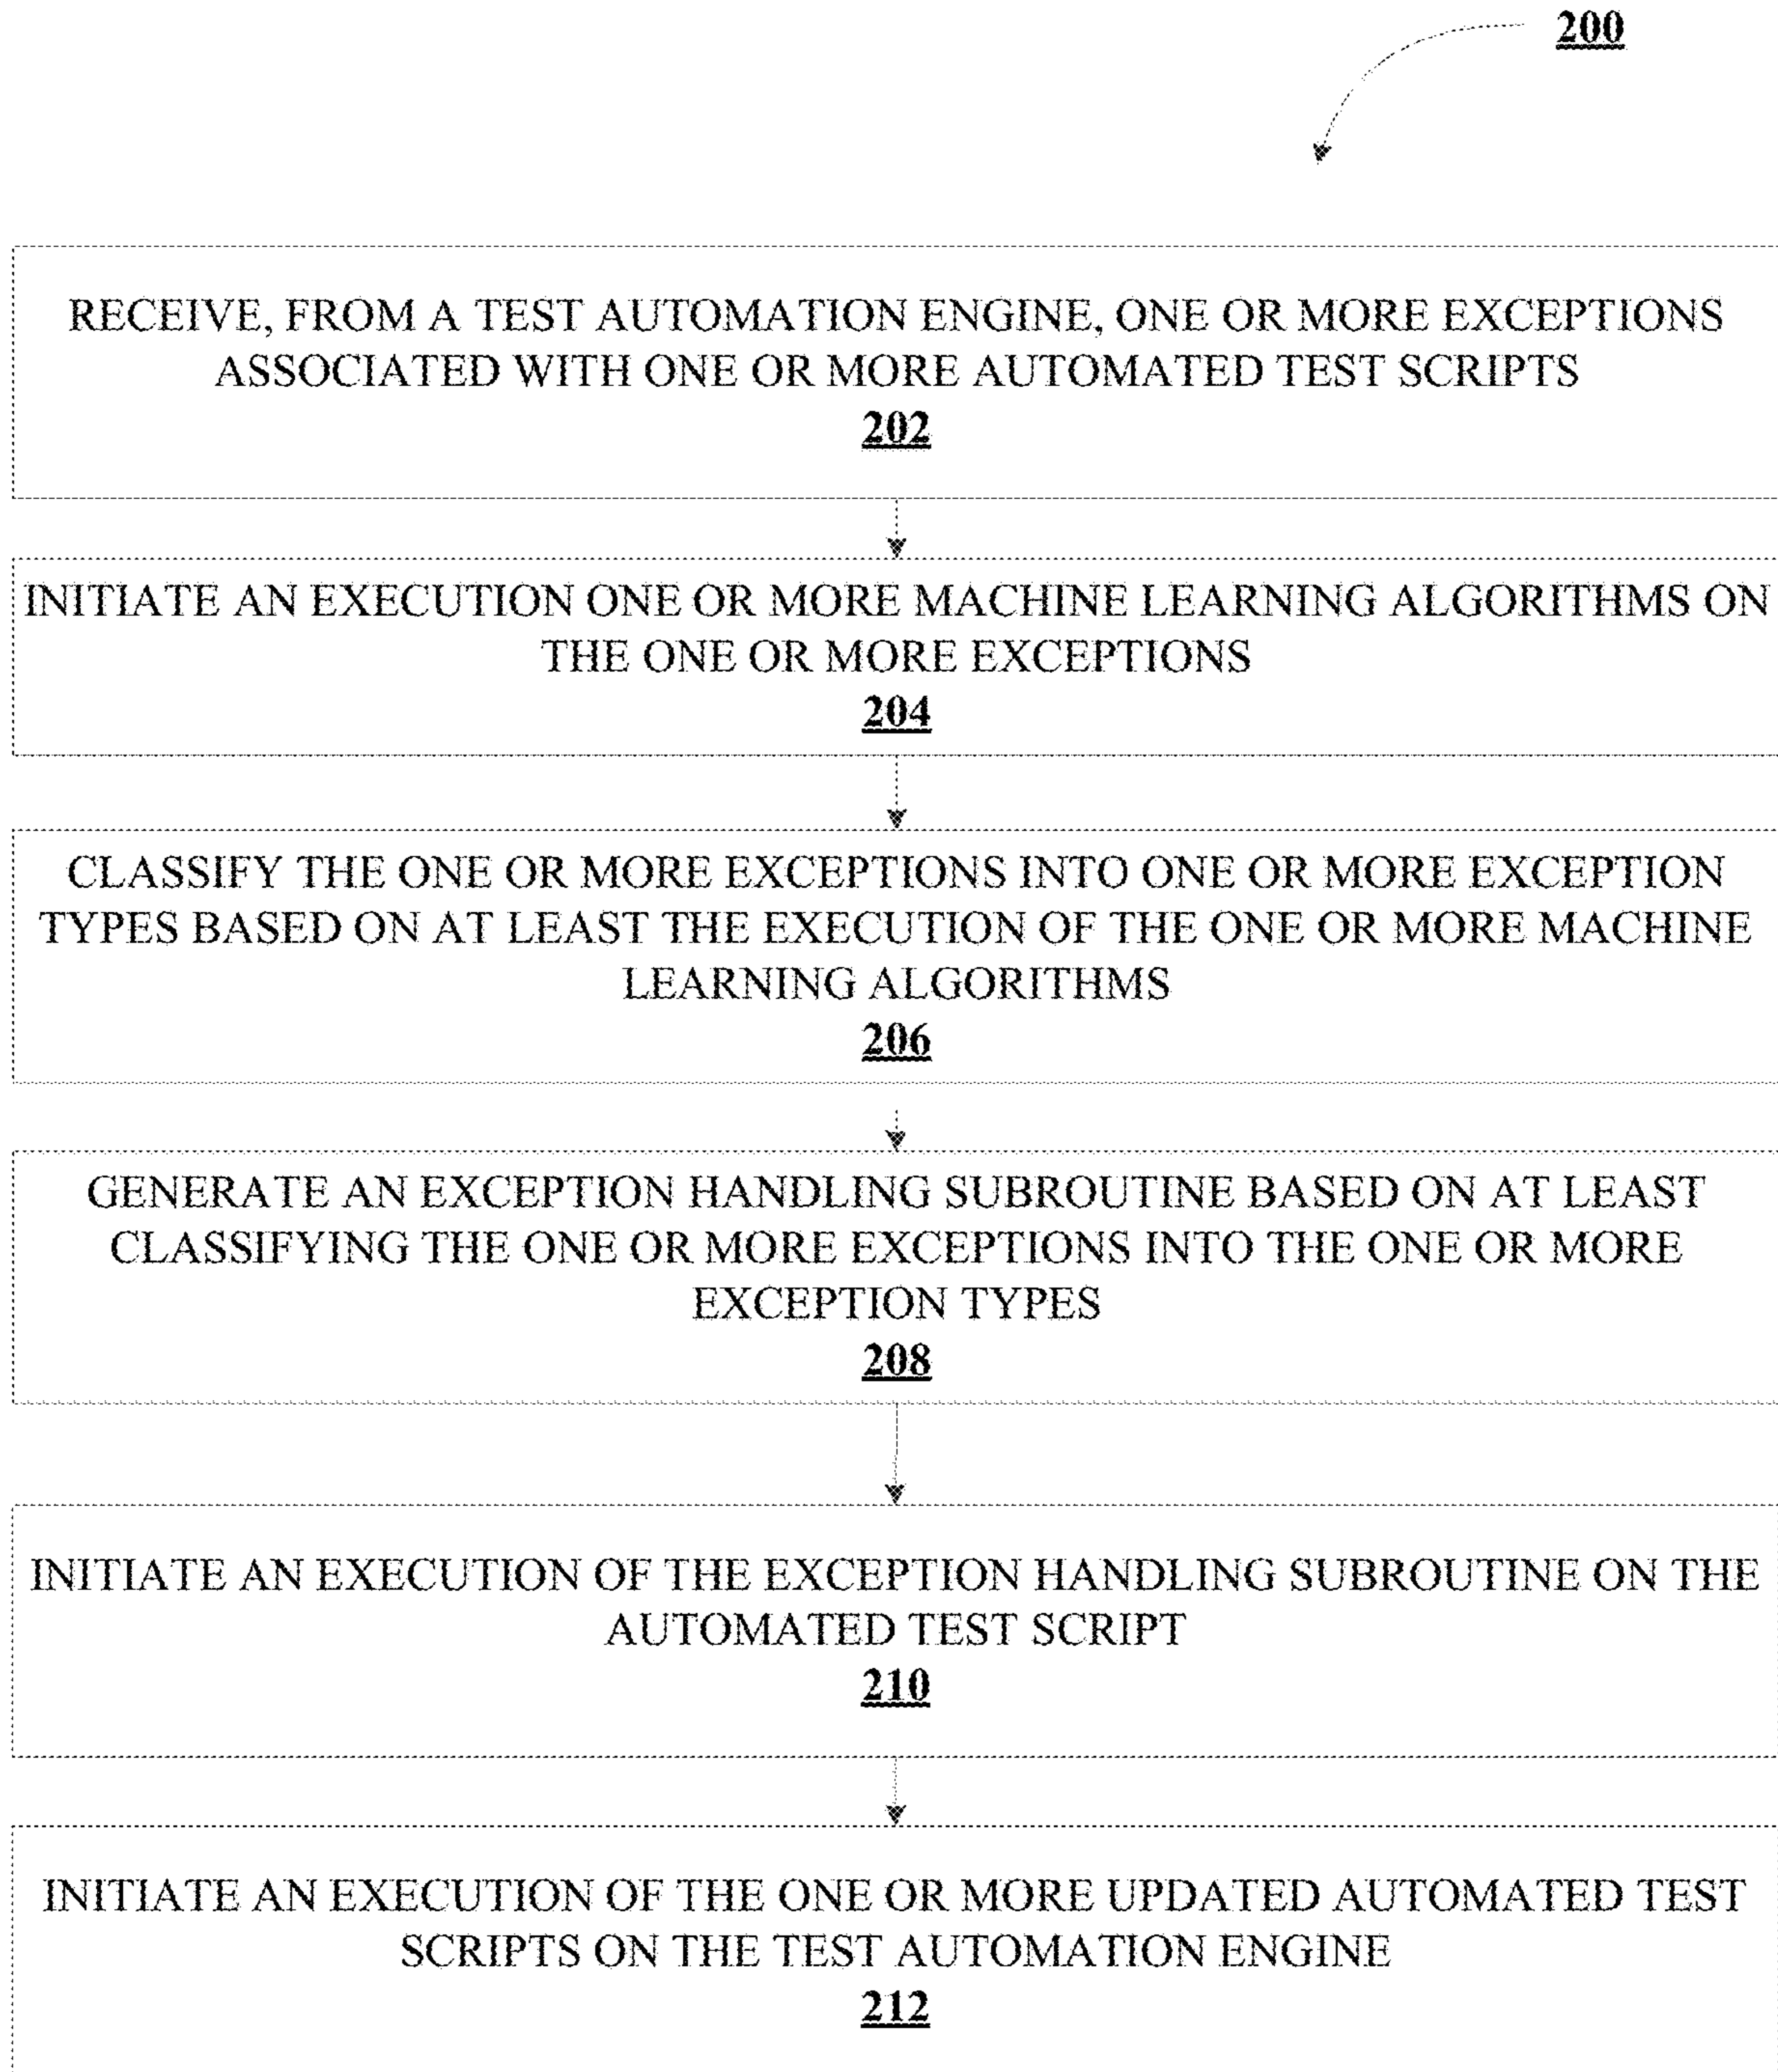 200
RECEIVE, FROM A TEST AUTOMATION ENGINE, ONE OR MORE EXCEPTIONS
ASSOCIATED WITH ONE OR MORE AUTOMATED TEST SCRIPTS
202
INITIATE AN EXECUTION ONE OR MORE MACHINE LEARNING ALGORITHMS ON
THE ONE OR MORE EXCEPTIONS
204
CLASSIFY THE ONE OR MORE EXCEPTIONS INTO ONE OR MORE EXCEPTION
TYPES BASED ON AT LEAST THE EXECUTION OF THE ONE OR MORE MACHINE
LEARNING ALGORITHMS
206
GENERATE AN EXCEPTION HANDLING SUBROUTINE BASED ON AT LEAST
CLASSIFYING THE ONE OR MORE EXCEPTIONS INTO THE ONE OR MORE
EXCEPTION TYPES
208
INITIATE AN EXECUTION OF THE EXCEPTION HANDLING SUBROUTINE ON THE
AUTOMATED TEST SCRIPT
210
INITIATE AN EXECUTION OF THE ONE OR MORE UPDATED AUTOMATED TEST
SCRIPTS ON THE TEST AUTOMATION ENGINE
212